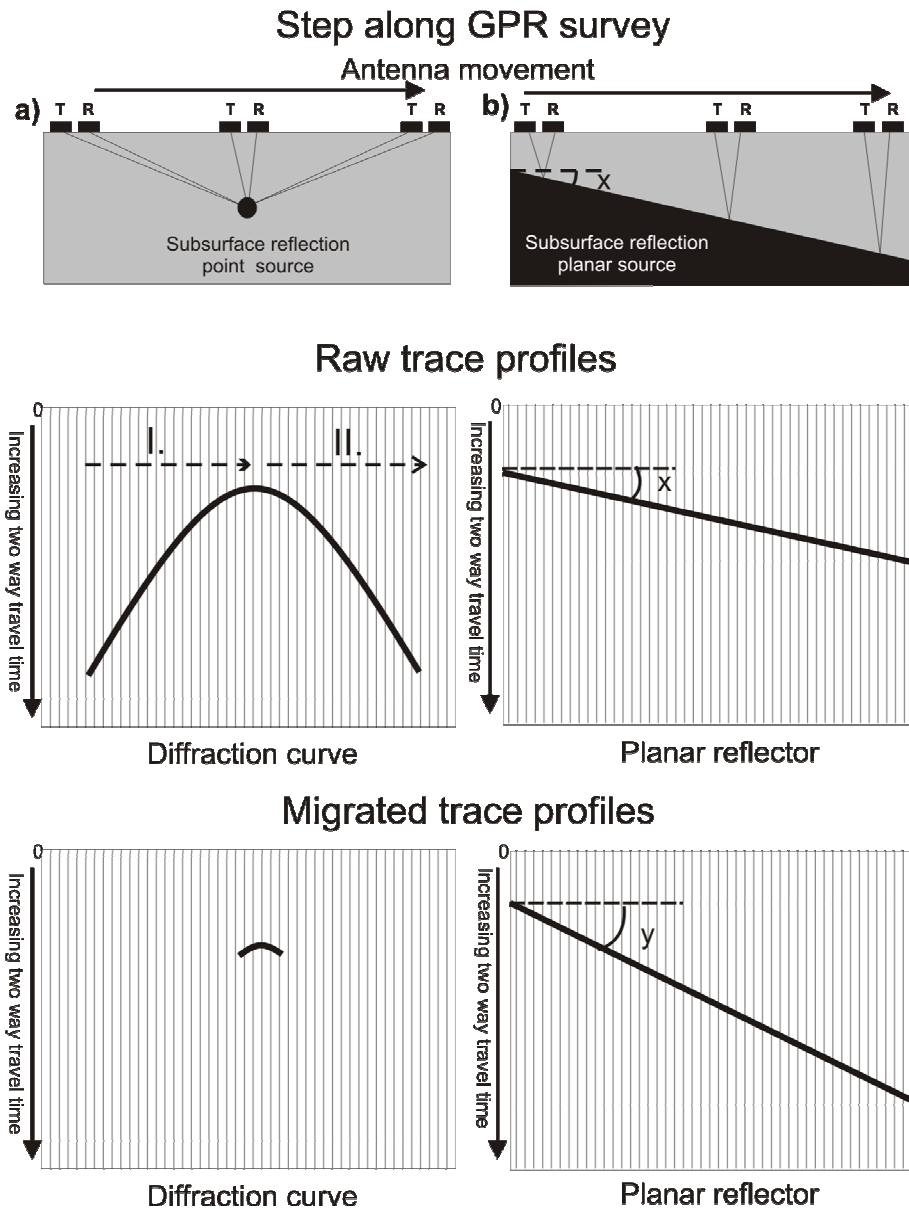 Step along GPR survey
Antenna movement
a)
T R
T R
T R
Subsurface reflection
point source
b)
T R
T R
T R
x
Subsurface reflection
planar source
Raw trace profiles
0
Increasing two way travel time
I.
II.
Diffraction curve
0
Increasing two way travel time
x
Planar reflector
Migrated trace profiles
0
Increasing two way travel time
Diffraction curve
0
Increasing two way travel time
y
Planar reflector